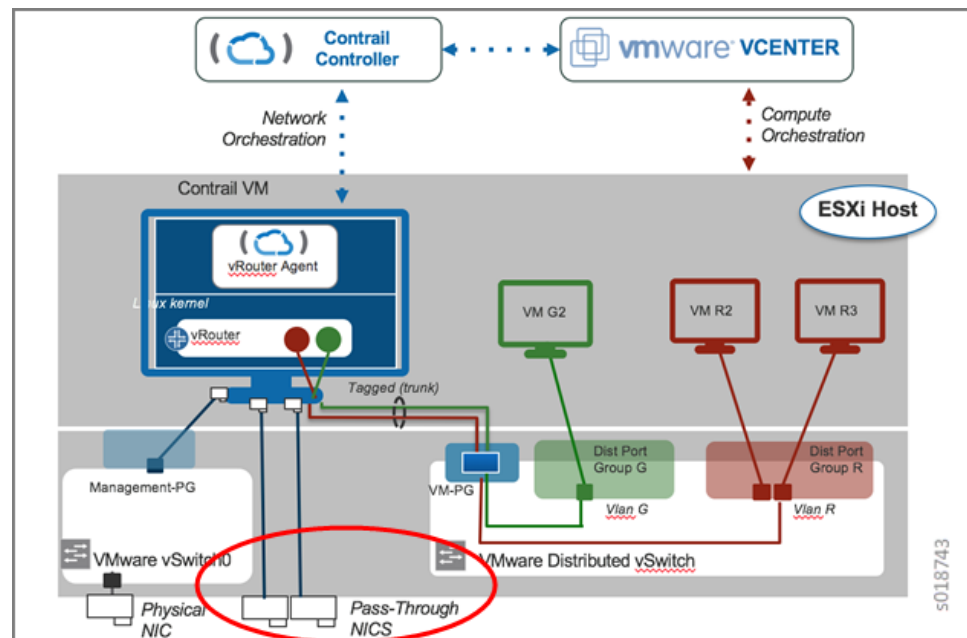 Contrail
Controller
vmware® VCENTER
Network
Orchestration
Compute
Orchestration
Contrail VM
ESXi Host
vRouter Agent
Linux kernel
vRouter
VM G2
VM R2
VM R3
Tagged (trunk)
Management-PG
VM-PG
Dist Port
Group G
Dist Port
Group R
Vlan G
Vlan R
VMware vSwitch0
VMware Distributed vSwitch
Physical
NIC
Pass-Through
NICS
s018743